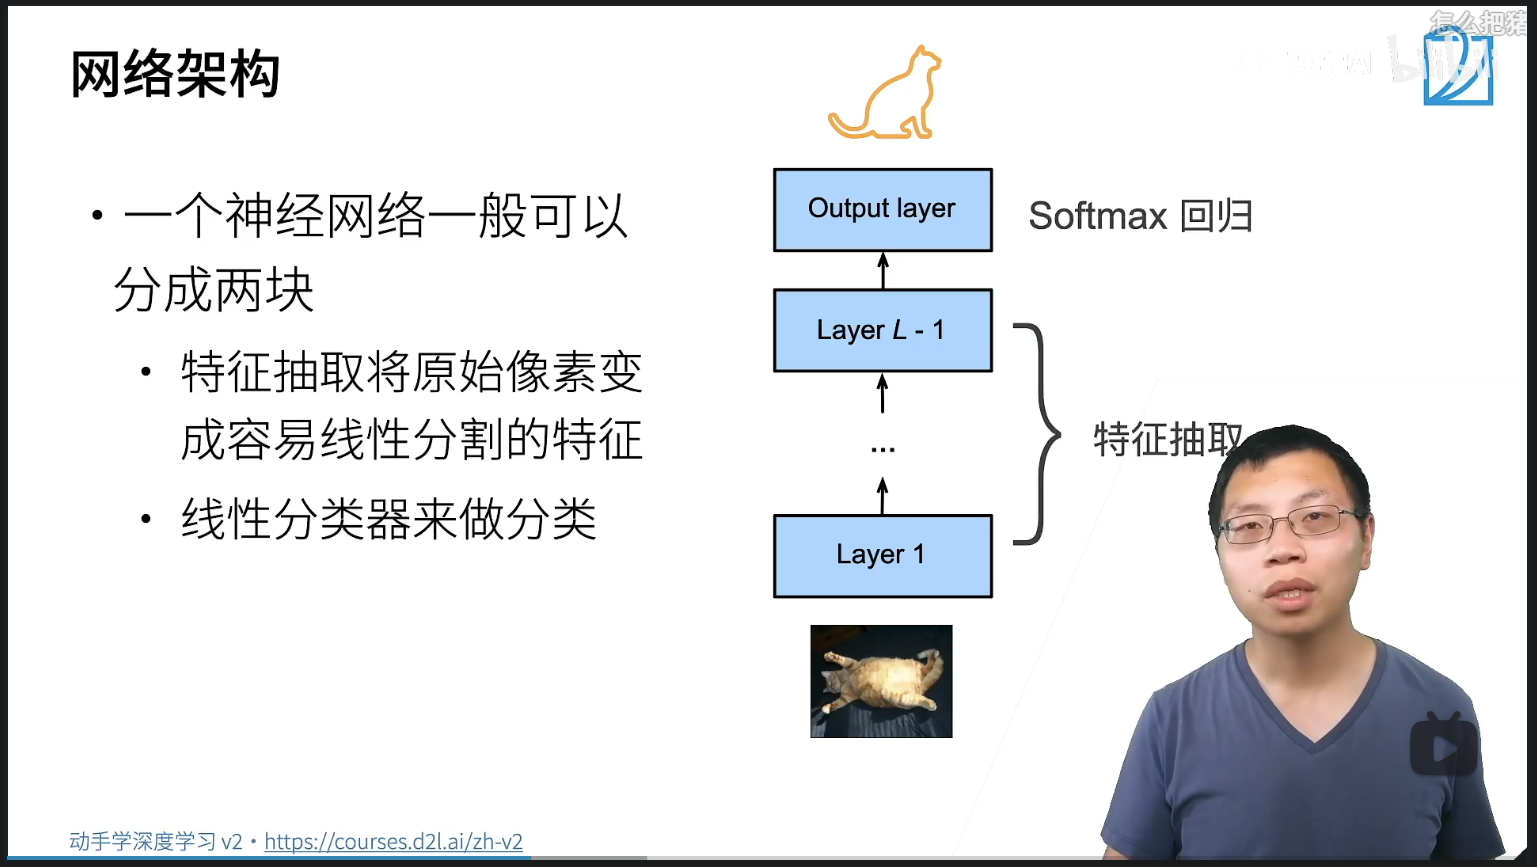 怎么把猪
bilibili
网络架构
• 一个神经网络一般可以
分成两块
• 特征抽取将原始像素变
成容易线性分割的特征
• 线性分类器来做分类
Output layer
Softmax 回归
Layer L - 1
...
特征抽取
Layer 1
动手学深度学习 v2 • https://courses.d2l.ai/zh-v2